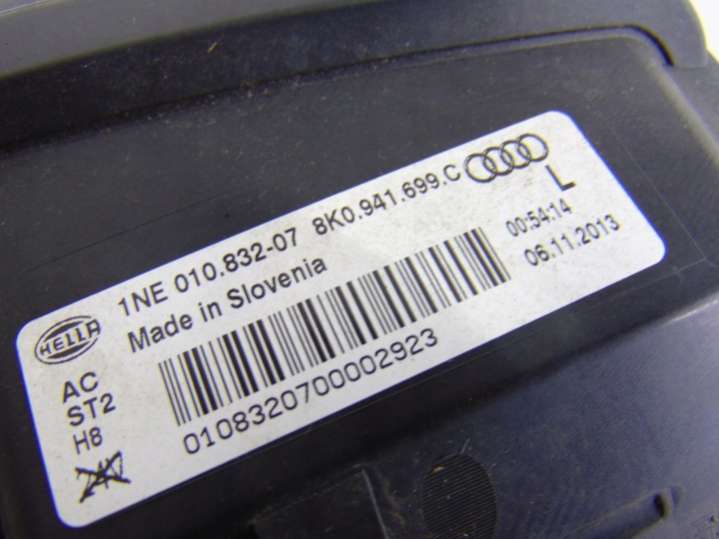 1NE 010.832-07 8K0.941.699.C
L
Made in Slovenia
00:54:14
06.11.2013
HELLA
AC
ST2
H8
24V
0108320700002923